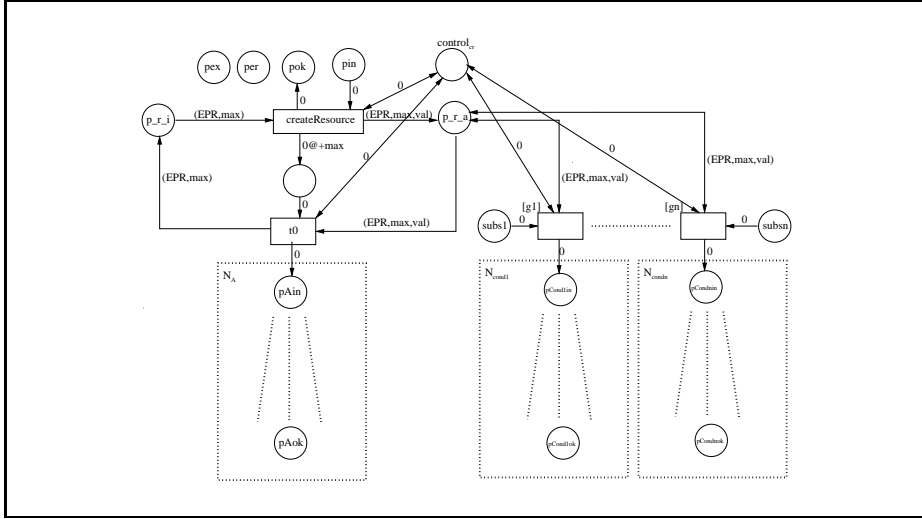 control_cr
pex
per
pok
pin
0
0
0
p_r_i
(EPR,max)
createResource
(EPR,max,val)
p_r_a
0
0
0@+max
0
(EPR,max)
(EPR,max,val)
(EPR,max,val)
0
[g1]
[gn]
t0
(EPR,max,val)
subs1
0
0
subsn
0
0
0
N_A
N_cond1
N_condn
pAin
pCond1in
pCondnin
pAok
pCond1ok
pCondnok